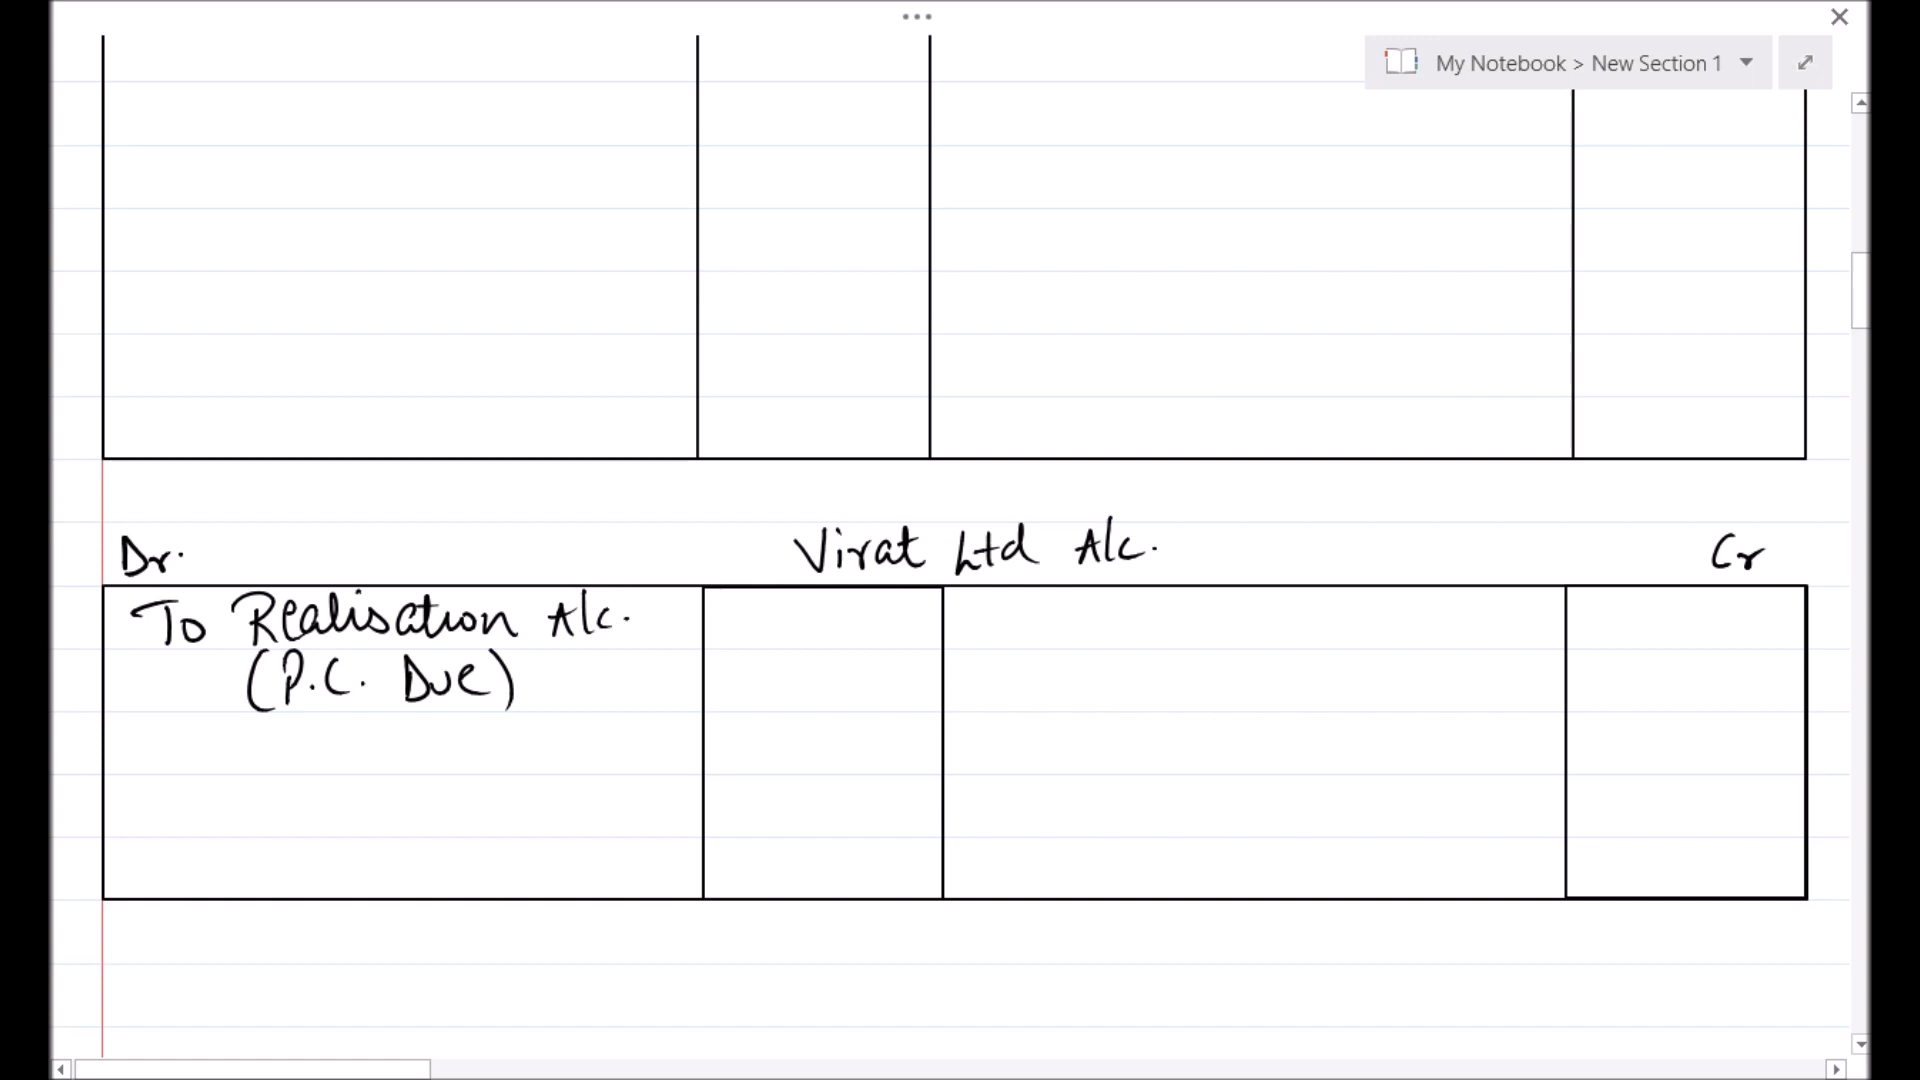 My Notebook > New Section 1
Dr. Virat Ltd A/c. Cr
To Realisation A/c.
(P.C. Due)